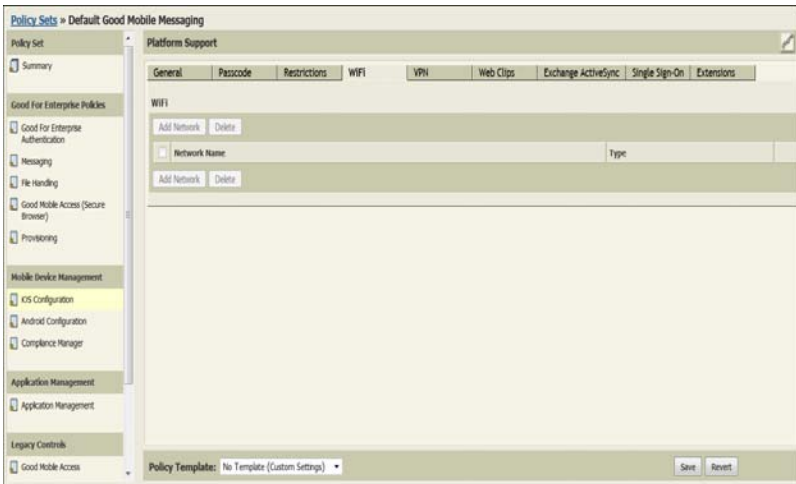 Policy Sets » Default Good Mobile Messaging
Policy Set
Summary
Good For Enterprise Policies
Good For Enterprise
Authentication
Messaging
File Handling
Good Mobile Access (Secure
Browser)
Provisioning
Mobile Device Management
iOS Configuration
Android Configuration
Compliance Manager
Application Management
Application Management
Legacy Controls
Good Mobile Access
Platform Support
General Passcode Restrictions WiFi VPN Web Clips Exchange ActiveSync Single Sign-On Extensions
WiFi
Add Network Delete
Network Name Type
Add Network Delete
Policy Template: No Template (Custom Settings) Save Revert